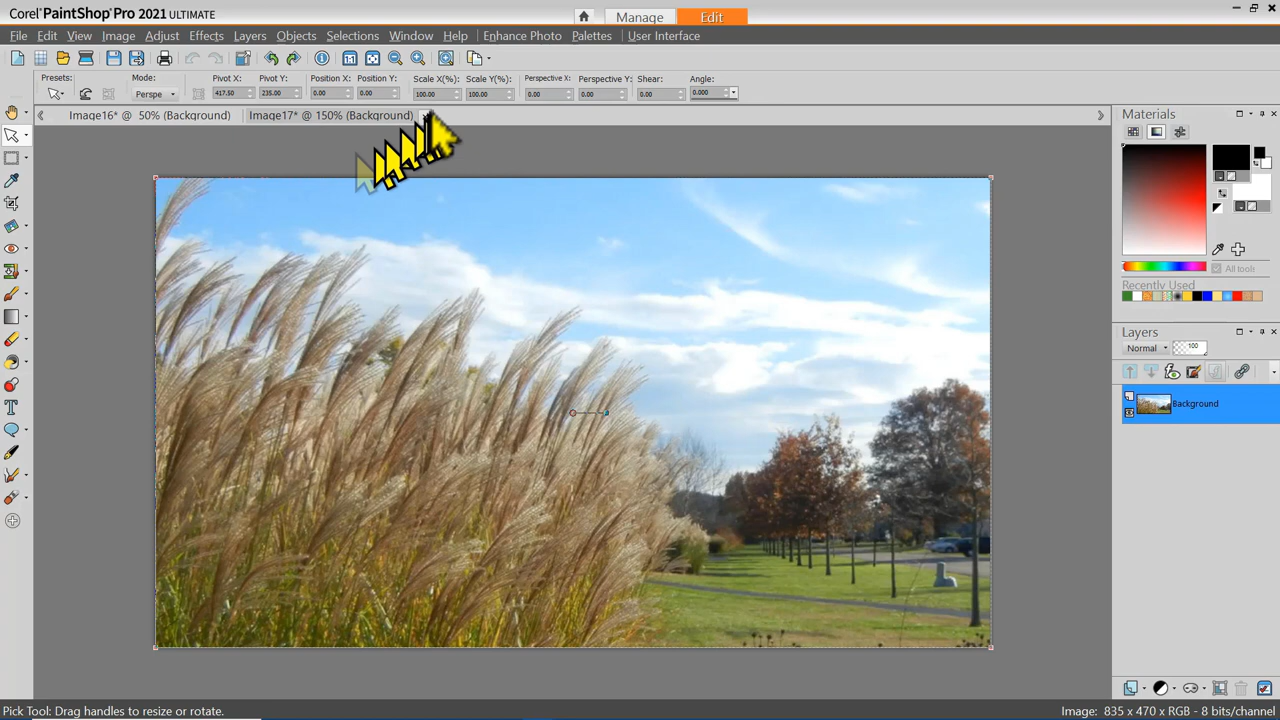 Corel® PaintShop Pro 2021 ULTIMATE
Manage
Edit
File Edit View Image Adjust Effects Layers Objects Selections Window Help Enhance Photo Palettes User Interface
Presets: Mode: Pivot X: Pivot Y: Position X: Position Y: Scale X(%): Scale Y(%): Perspective X: Perspective Y: Shear: Angle:
Perspe 417.50 235.00 0.00 0.00 100.00 100.00 0.00 0.00 0.00 0.000
Image16* @ 50% (Background)
Image17* @ 150% (Background)
Materials
All tools
Recently Used
Layers
Normal 100
Background
Pick Tool: Drag handles to resize or rotate.
Image: 835 x 470 x RGB - 8 bits/channel